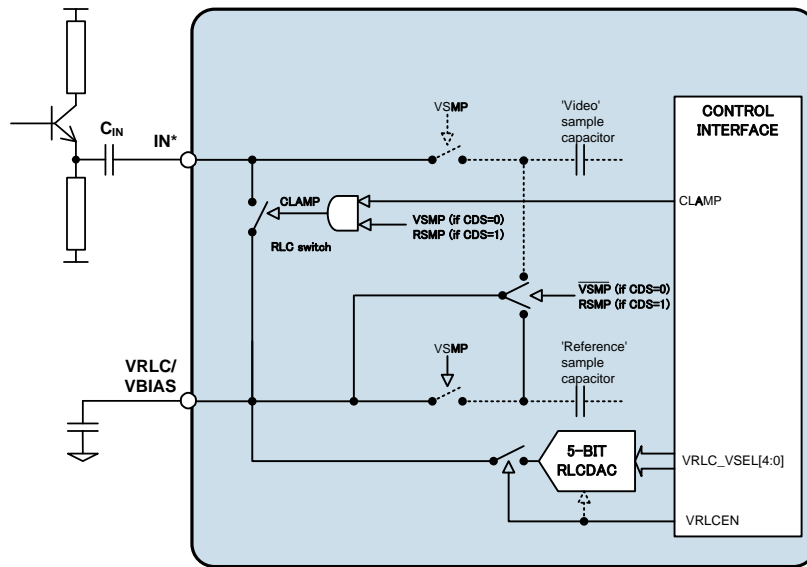 CIN
IN*
VSMP
'Video'
sample
capacitor
CONTROL
INTERFACE
CLAMP
CLAMP
VSMP (if CDS=0)
RSMP (if CDS=1)
RLC switch
VSMP (if CDS=0)
RSMP (if CDS=1)
VRLC/
VBIAS
VSMP
'Reference'
sample
capacitor
5-BIT
RLCDAC
VRLC_VSEL[4:0]
VRLCEN